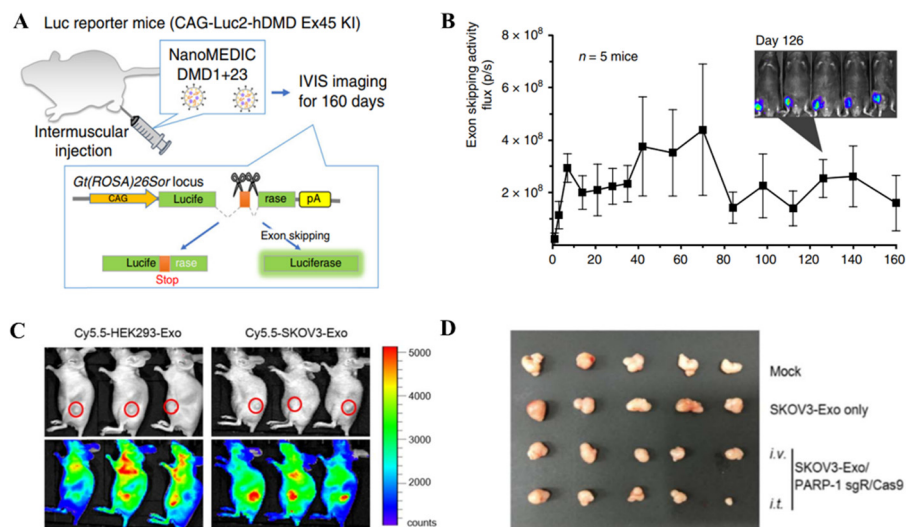 A
Luc reporter mice (CAG-Luc2-hDMD Ex45 KI)
NanoMEDIC
DMD1+23
IVIS imaging
for 160 days
Intermuscular
injection
Gt(ROSA)26Sor locus
CAG
Lucife
rase
pA
Exon skipping
Lucife
rase
Luciferase
Stop
B
Exon skipping activity
flux (p/s)
8 × 10⁸
6 × 10⁸
4 × 10⁸
2 × 10⁸
0
n = 5 mice
Day 126
0
20
40
60
80
100
120
140
160
C
Cy5.5-HEK293-Exo
Cy5.5-SKOV3-Exo
5000
4000
3000
2000
counts
D
Mock
SKOV3-Exo only
i.v.
i.t.
SKOV3-Exo/
PARP-1 sgR/Cas9